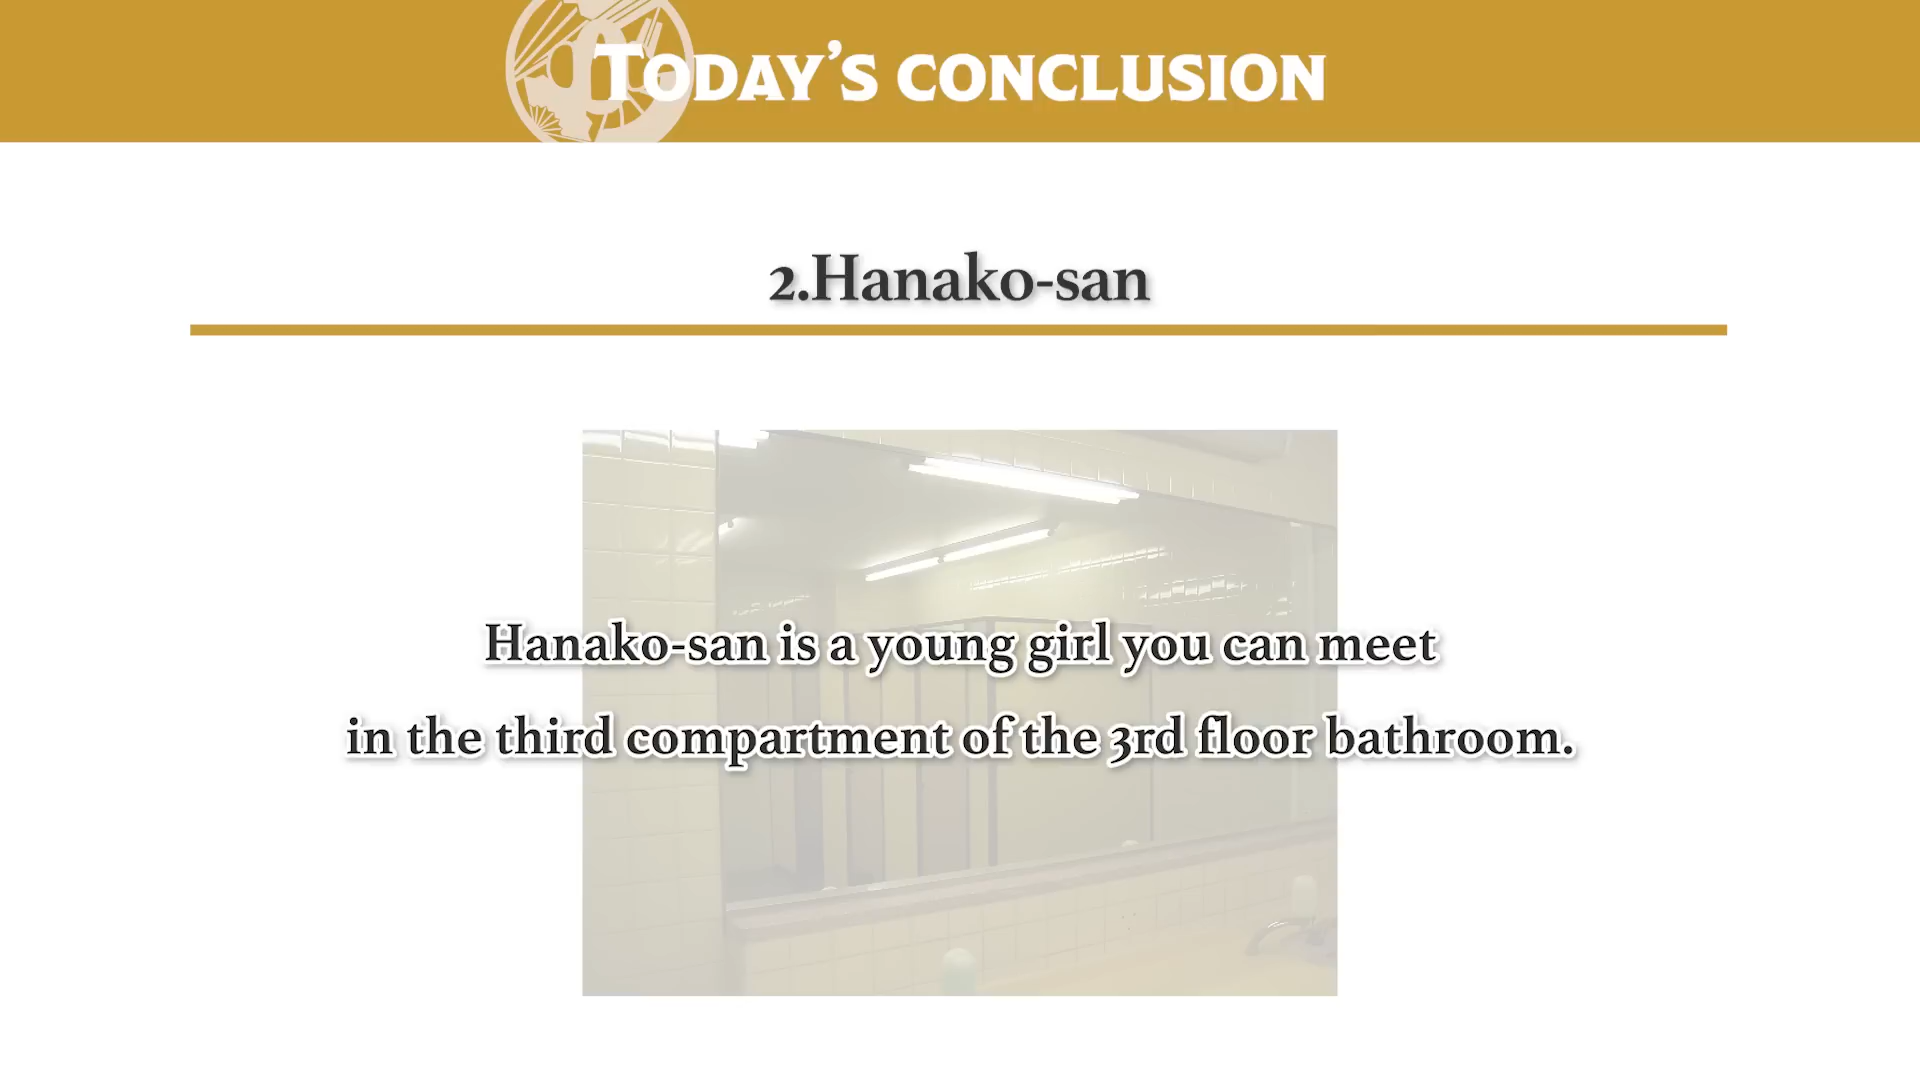 TODAY'S CONCLUSION
2.Hanako-san
Hanako-san is a young girl you can meet
in the third compartment of the 3rd floor bathroom.